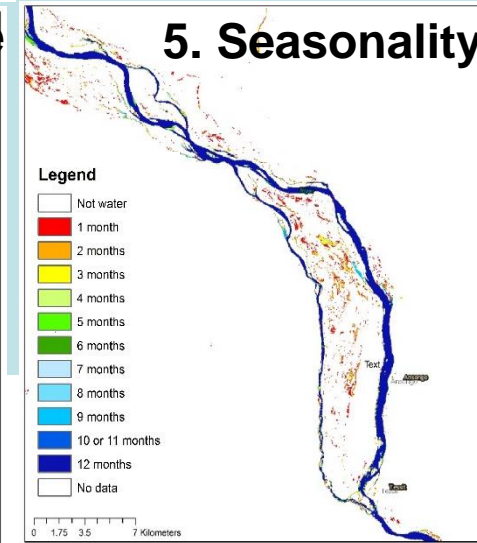 e
5. Seasonality
Legend
Not water
1 month
2 months
3 months
4 months
5 months
6 months
7 months
8 months
9 months
10 or 11 months
12 months
No data
0 1.75 3.5 7 Kilometers
Text
Ansongo